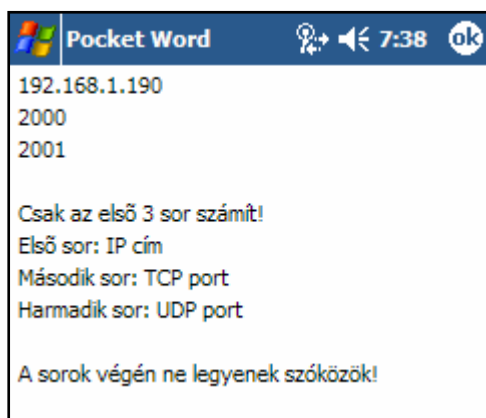 Pocket Word 7:38 ok
192.168.1.190
2000
2001
Csak az első 3 sor számít!
Elsõ sor: IP cím
Második sor: TCP port
Harmadik sor: UDP port
A sorok végén ne legyenek szóközök!